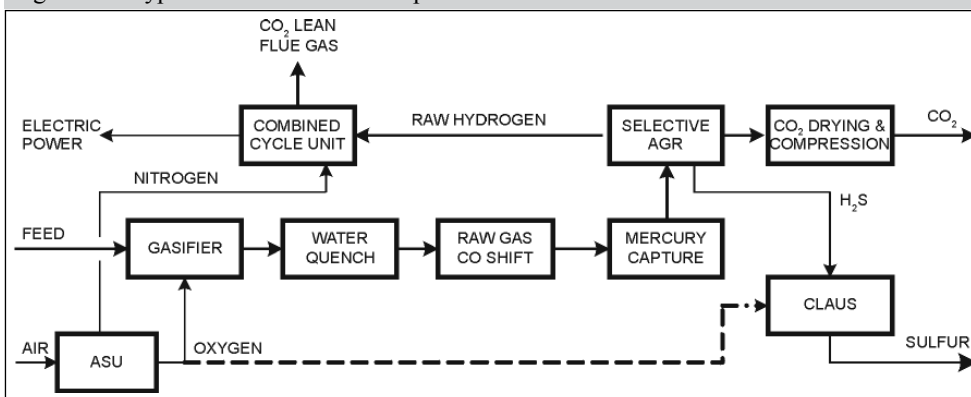 CO₂ LEAN
FLUE GAS
ELECTRIC
POWER
COMBINED
CYCLE UNIT
RAW HYDROGEN
SELECTIVE
AGR
CO₂ DRYING &
COMPRESSION
CO₂
NITROGEN
H₂S
FEED
GASIFIER
WATER
QUENCH
RAW GAS
CO SHIFT
MERCURY
CAPTURE
CLAUS
AIR
ASU
OXYGEN
SULFUR